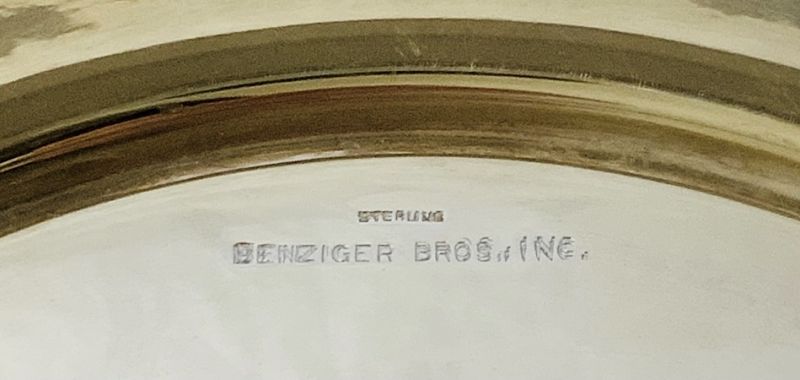 STERLING
BENZIGER BROS., INC.